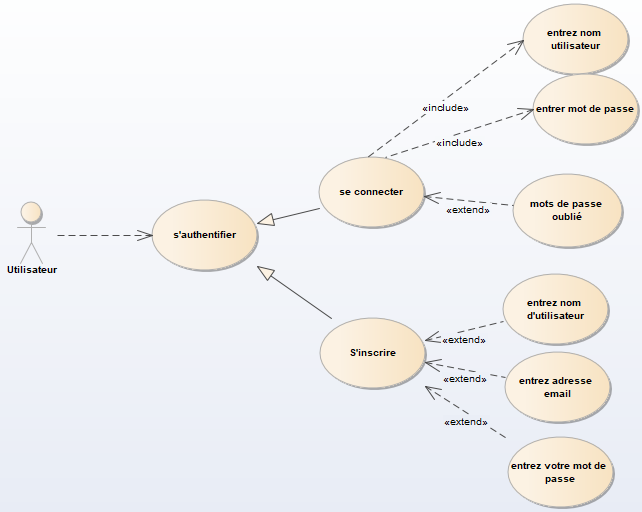 entrez nom
utilisateur
«include»
entrer mot de passe
«include»
se connecter
mots de passe
oublié
«extend»
s'authentifier
Utilisateur
entrez nom
d'utilisateur
«extend»
S'inscrire
entrez adresse
email
«extend»
«extend»
entrez votre mot de
passe